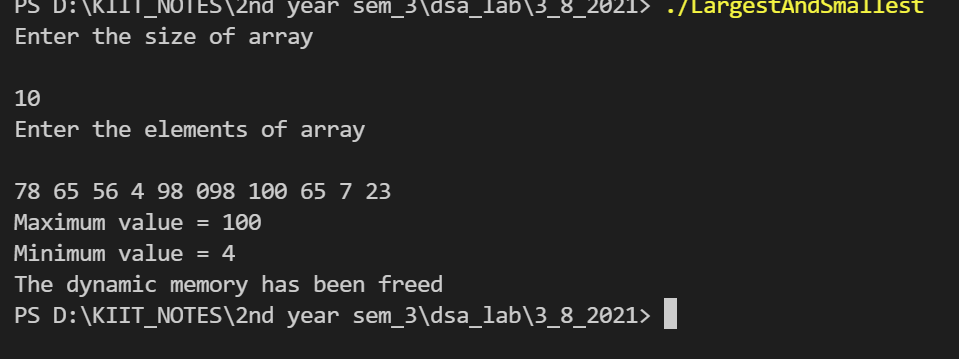 PS D:\KIIT_NOTES\2nd year sem_3\dsa_lab\3_8_2021> ./LargestAndSmallest
Enter the size of array
10
Enter the elements of array
78 65 56 4 98 098 100 65 7 23
Maximum value = 100
Minimum value = 4
The dynamic memory has been freed
PS D:\KIIT_NOTES\2nd year sem_3\dsa_lab\3_8_2021>